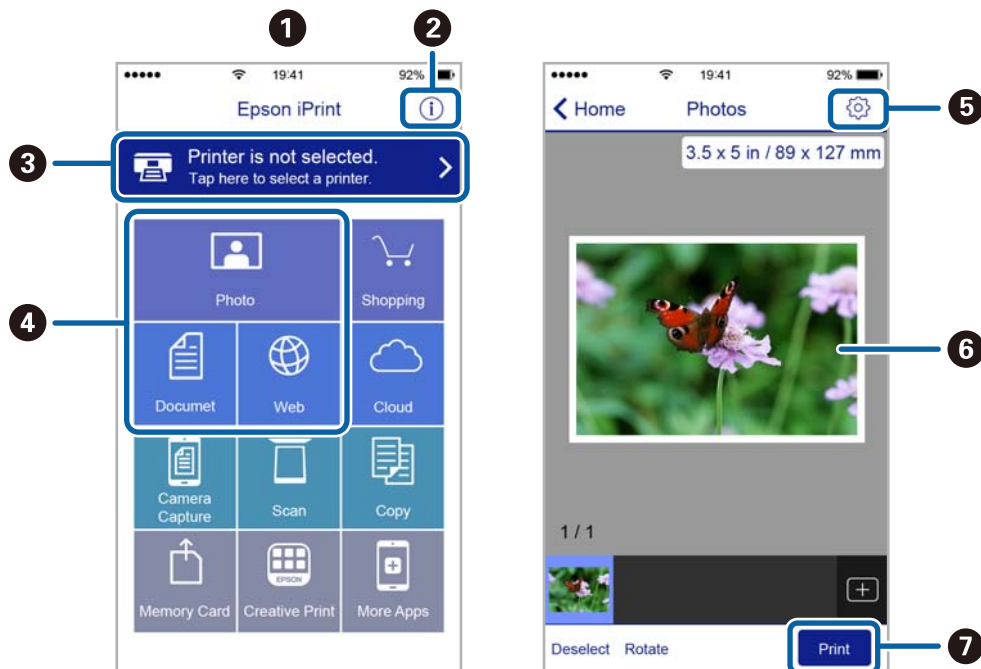 1
2
19:41
92%
Epson iPrint
3
Printer is not selected.
Tap here to select a printer.
4
Photo
Shopping
Documet
Web
Cloud
Camera
Capture
Scan
Copy
EPSON
Memory Card
Creative Print
More Apps
19:41
92%
Home
Photos
5
3.5 x 5 in / 89 x 127 mm
6
1 / 1
Deselect
Rotate
Print
7